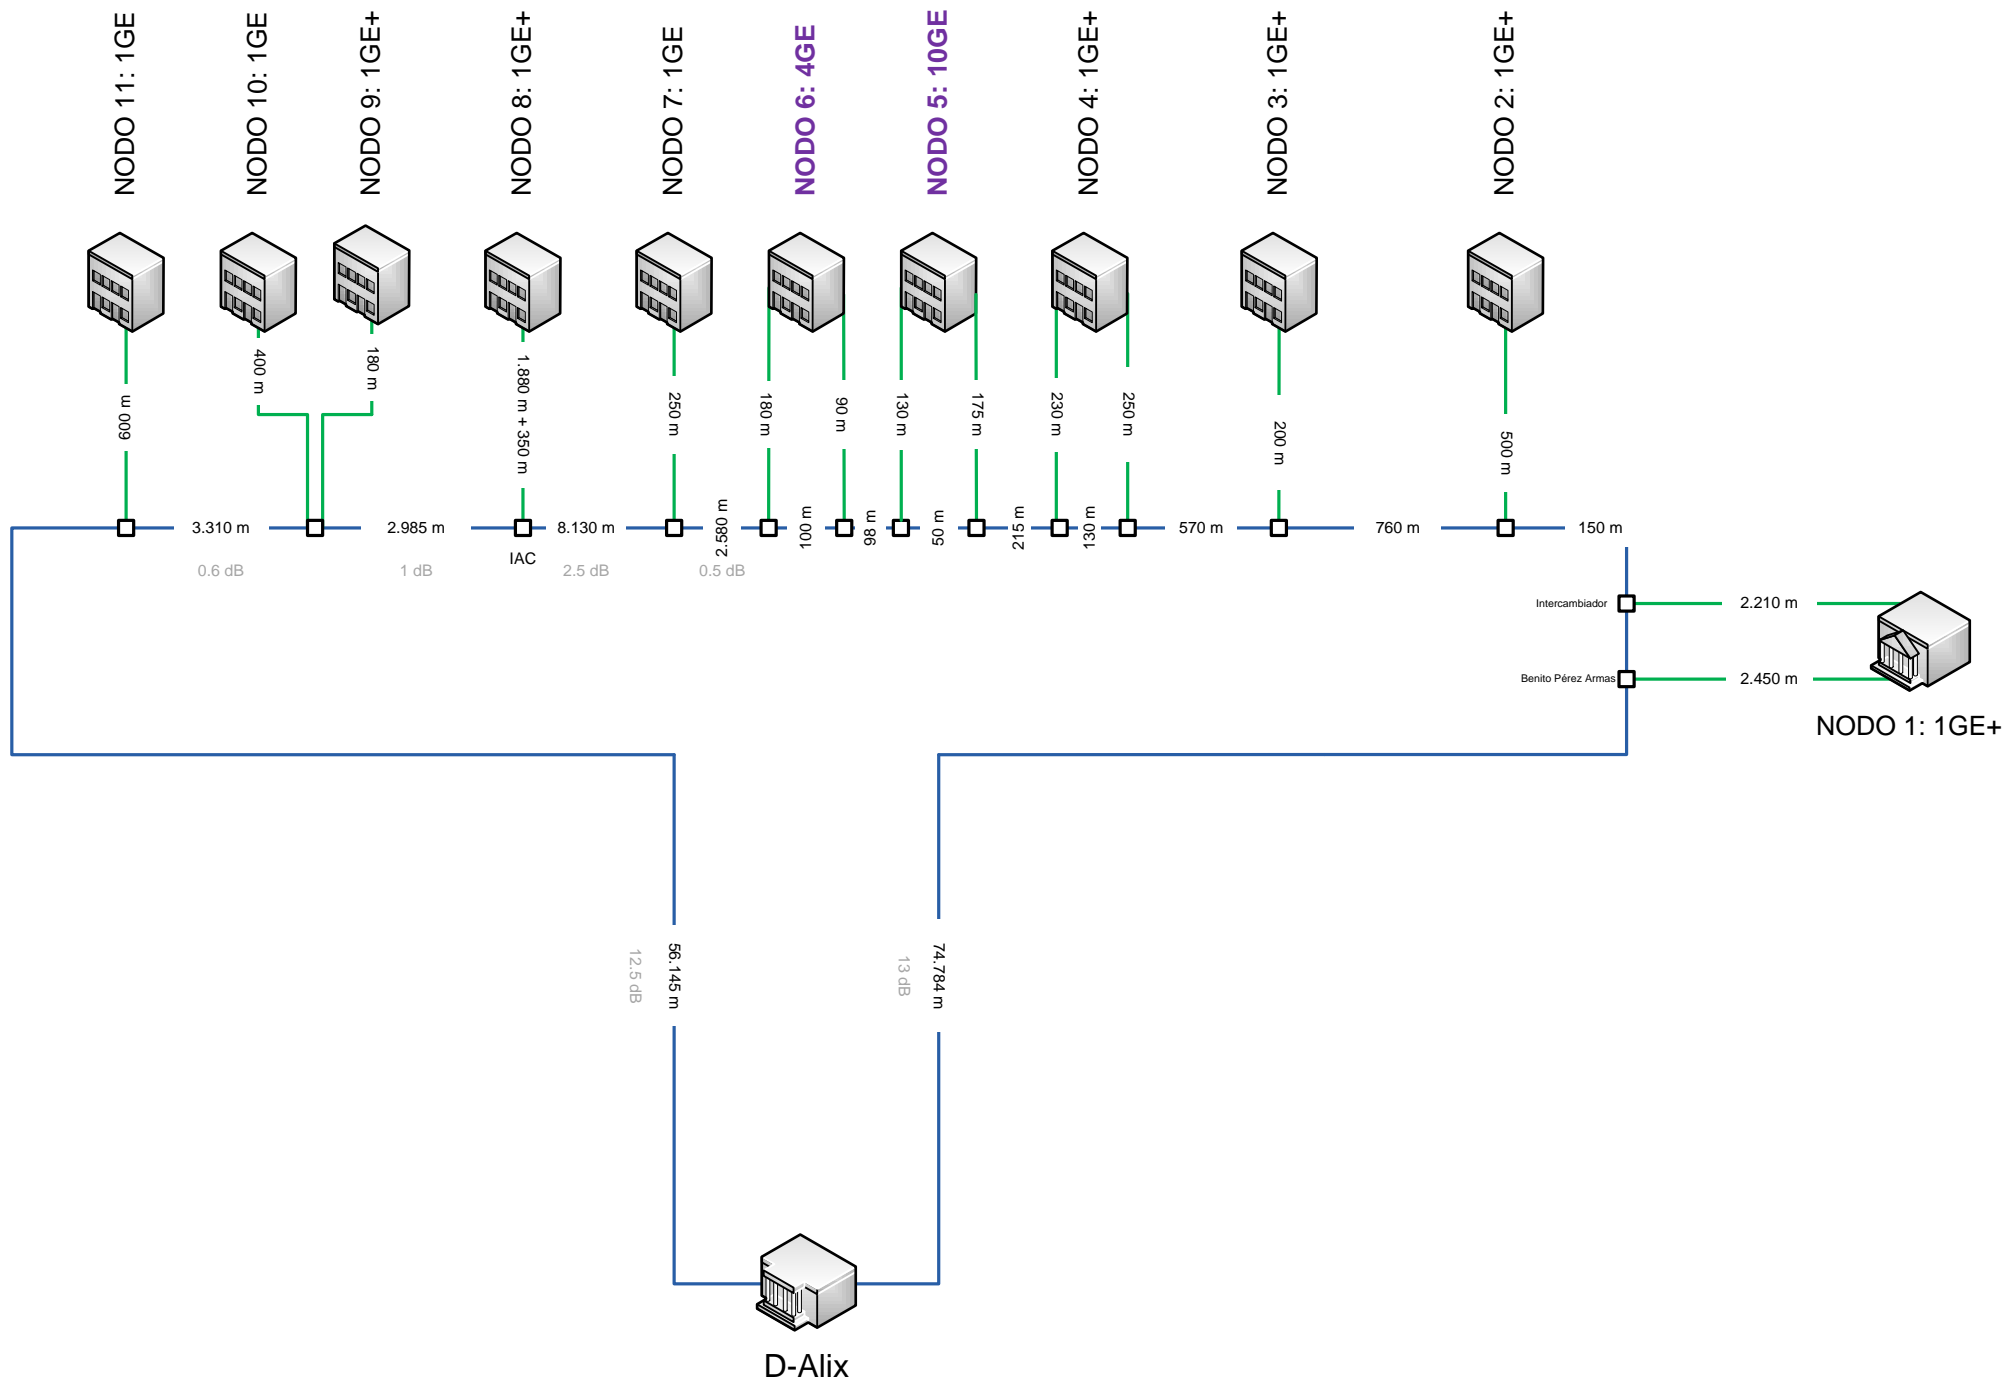 NODO 11: 1GE
NODO 10: 1GE
NODO 9: 1GE+
NODO 8: 1GE+
NODO 7: 1GE
NODO 6: 4GE
NODO 5: 10GE
NODO 4: 1GE+
NODO 3: 1GE+
NODO 2: 1GE+
600 m
400 m
180 m
1.880 m + 350 m
250 m
180 m
90 m
130 m
175 m
230 m
250 m
200 m
500 m
3.310 m
2.985 m
8.130 m
2.580 m
100 m
98 m
50 m
215 m
130 m
570 m
760 m
150 m
IAC
0.6 dB
1 dB
2.5 dB
0.5 dB
Intercambiador
2.210 m
Benito Pérez Armas
2.450 m
NODO 1: 1GE+
12.5 dB
56.145 m
13 dB
74.784 m
D-Alix